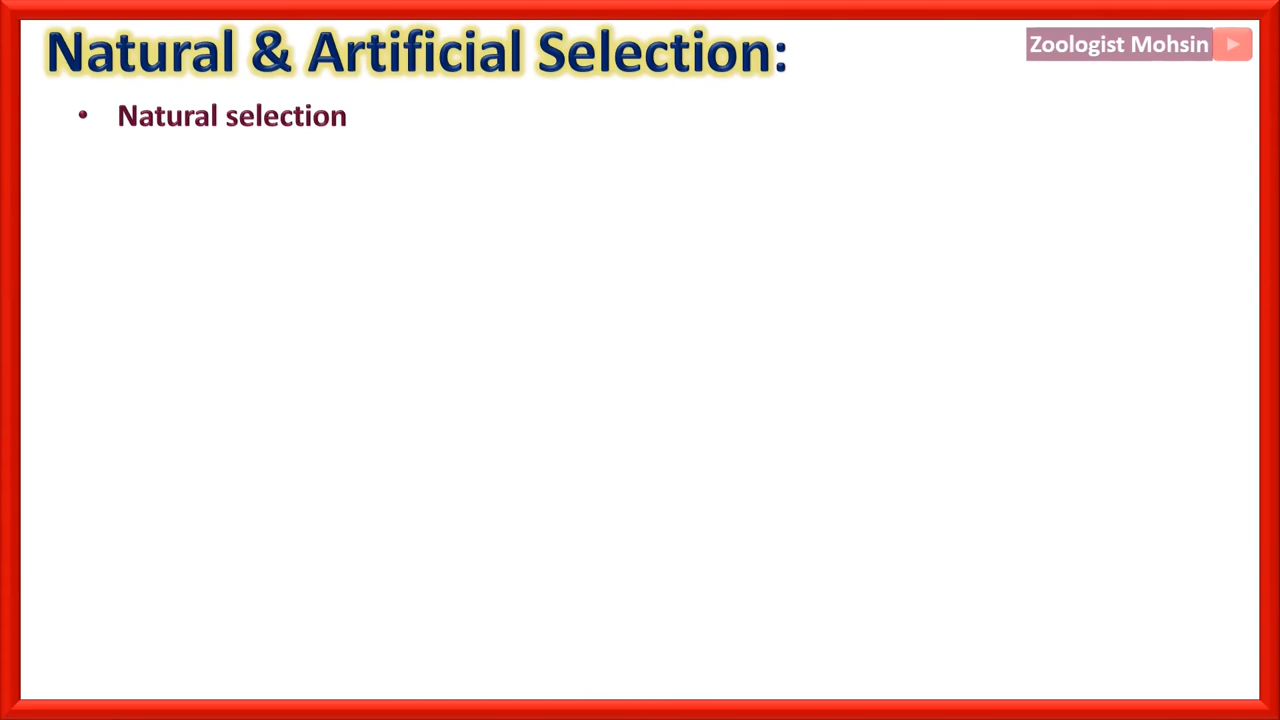 Natural & Artificial Selection:
Zoologist Mohsin
• Natural selection